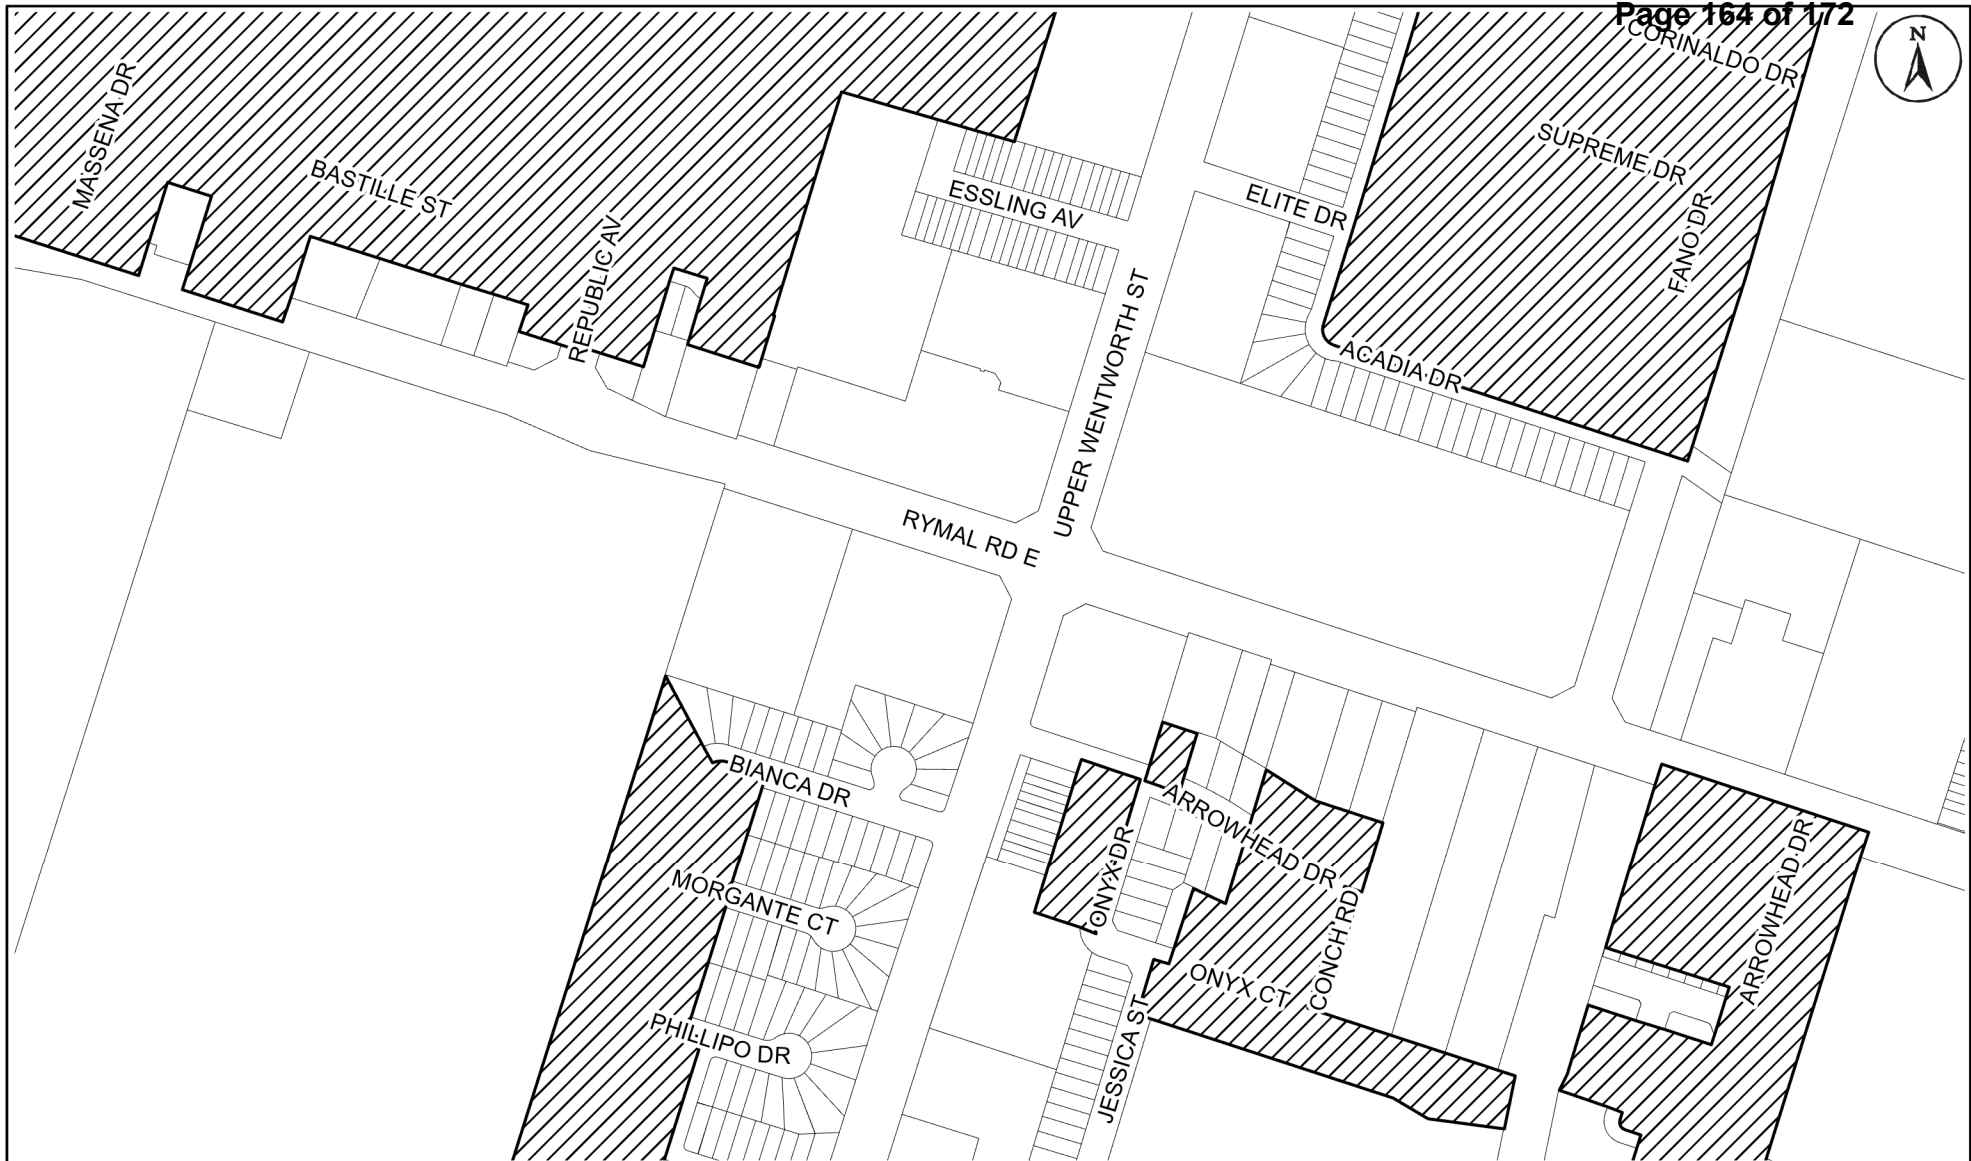 Page 164 of 172
N
CORINALDO DR
MASSENA DR
SUPREME DR
BASTILLE ST
ESSLING AV
ELITE DR
FANO DR
REPUBLIC AV
UPPER WENTWORTH ST
ACADIA DR
RYMAL RD E
BIANCA DR
ARROWHEAD DR
ONYX DR
ARROWHEAD DR
MORGANTE CT
CONCH RD
ONYX CT
PHILLIPO DR
JESSICA ST